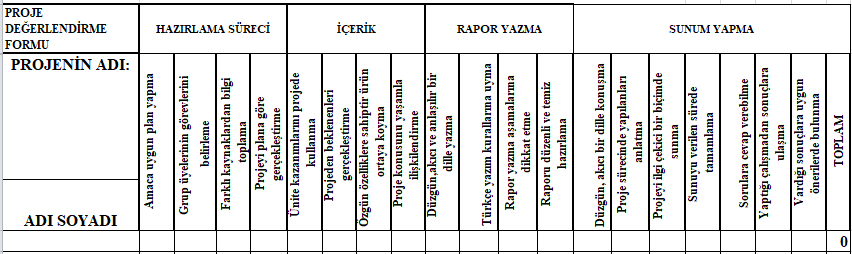 PROJE
DEĞERLENDİRME
FORMU
HAZIRLAMA SÜRECİ
İÇERİK
RAPOR YAZMA
SUNUM YAPMA
PROJENİN ADI:
ADI SOYADI
Amaca uygun plan yapma
Grup üyelerinin görevlerini
belirleme
Farklı kaynaklardan bilgi
toplama
Projeyi plana göre
gerçekleştirme
Ünite kazanımlarını projede
kullanma
Projeden beklenenleri
gerçekleştirme
Özgün özelliklere sahiptir ürün
ortaya koyma
Proje konusunu yaşamla
ilişkilendirme
Düzgün,akıcı ve anlaşılır bir
dille yazma
Türkçe yazım kurallarına uyma
Rapor yazma aşamalarına
dikkat etme
Raporu düzenli ve temiz
hazırlama
Düzgün, akıcı bir dille konuşma
Proje sürecinde yapılanları
anlatma
Projeyi ilgi çekici bir biçimde
sunma
Sunuyu verilen sürede
tamamlama
Sorulara cevap verebilme
Yaptığı çalışmadan sonuçlara
ulaşma
Vardığı sonuçlara uygun
önerilerde bulunma
TOPLAM
0